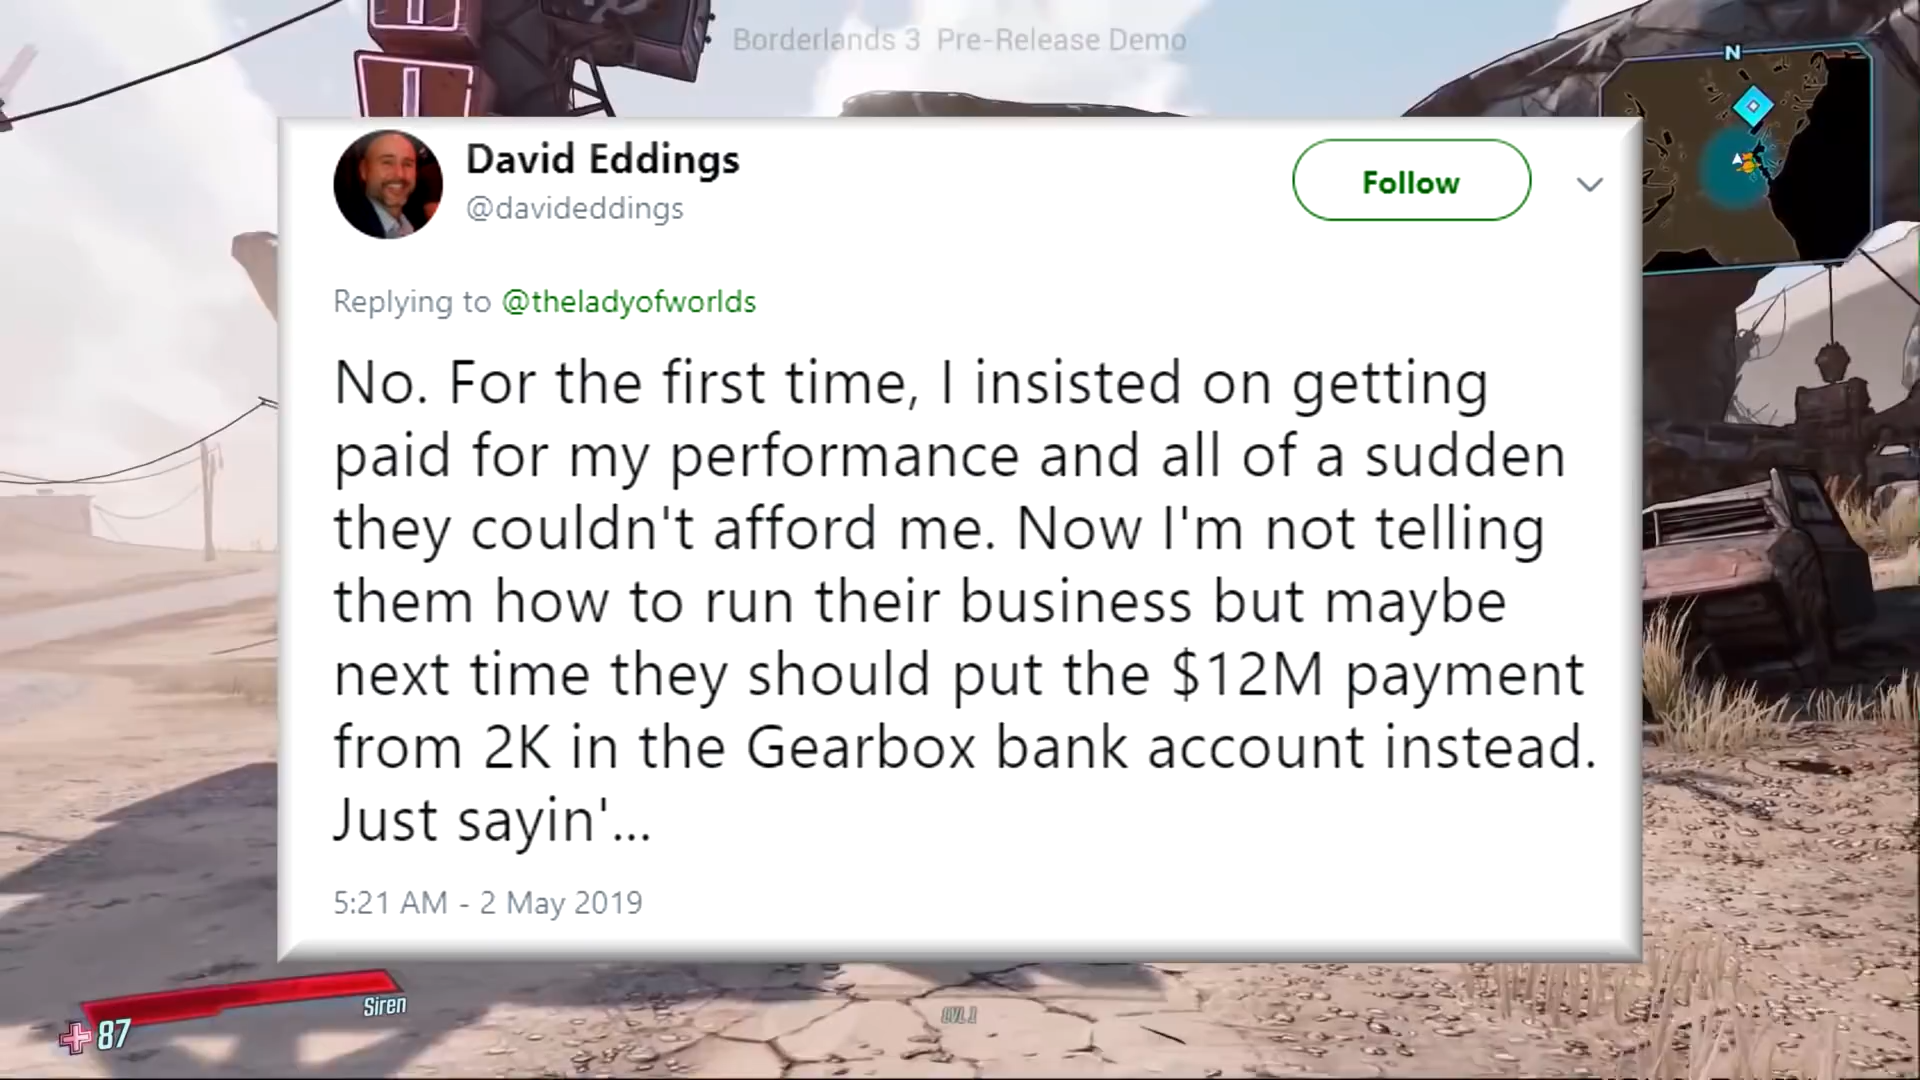 Borderlands 3 Pre-Release Demo
N
David Eddings
@davideddings
Follow
Replying to @theladyofworlds
No. For the first time, I insisted on getting
paid for my performance and all of a sudden
they couldn't afford me. Now I'm not telling
them how to run their business but maybe
next time they should put the $12M payment
from 2K in the Gearbox bank account instead.
Just sayin'...
5:21 AM - 2 May 2019
Siren
87
LVL 1